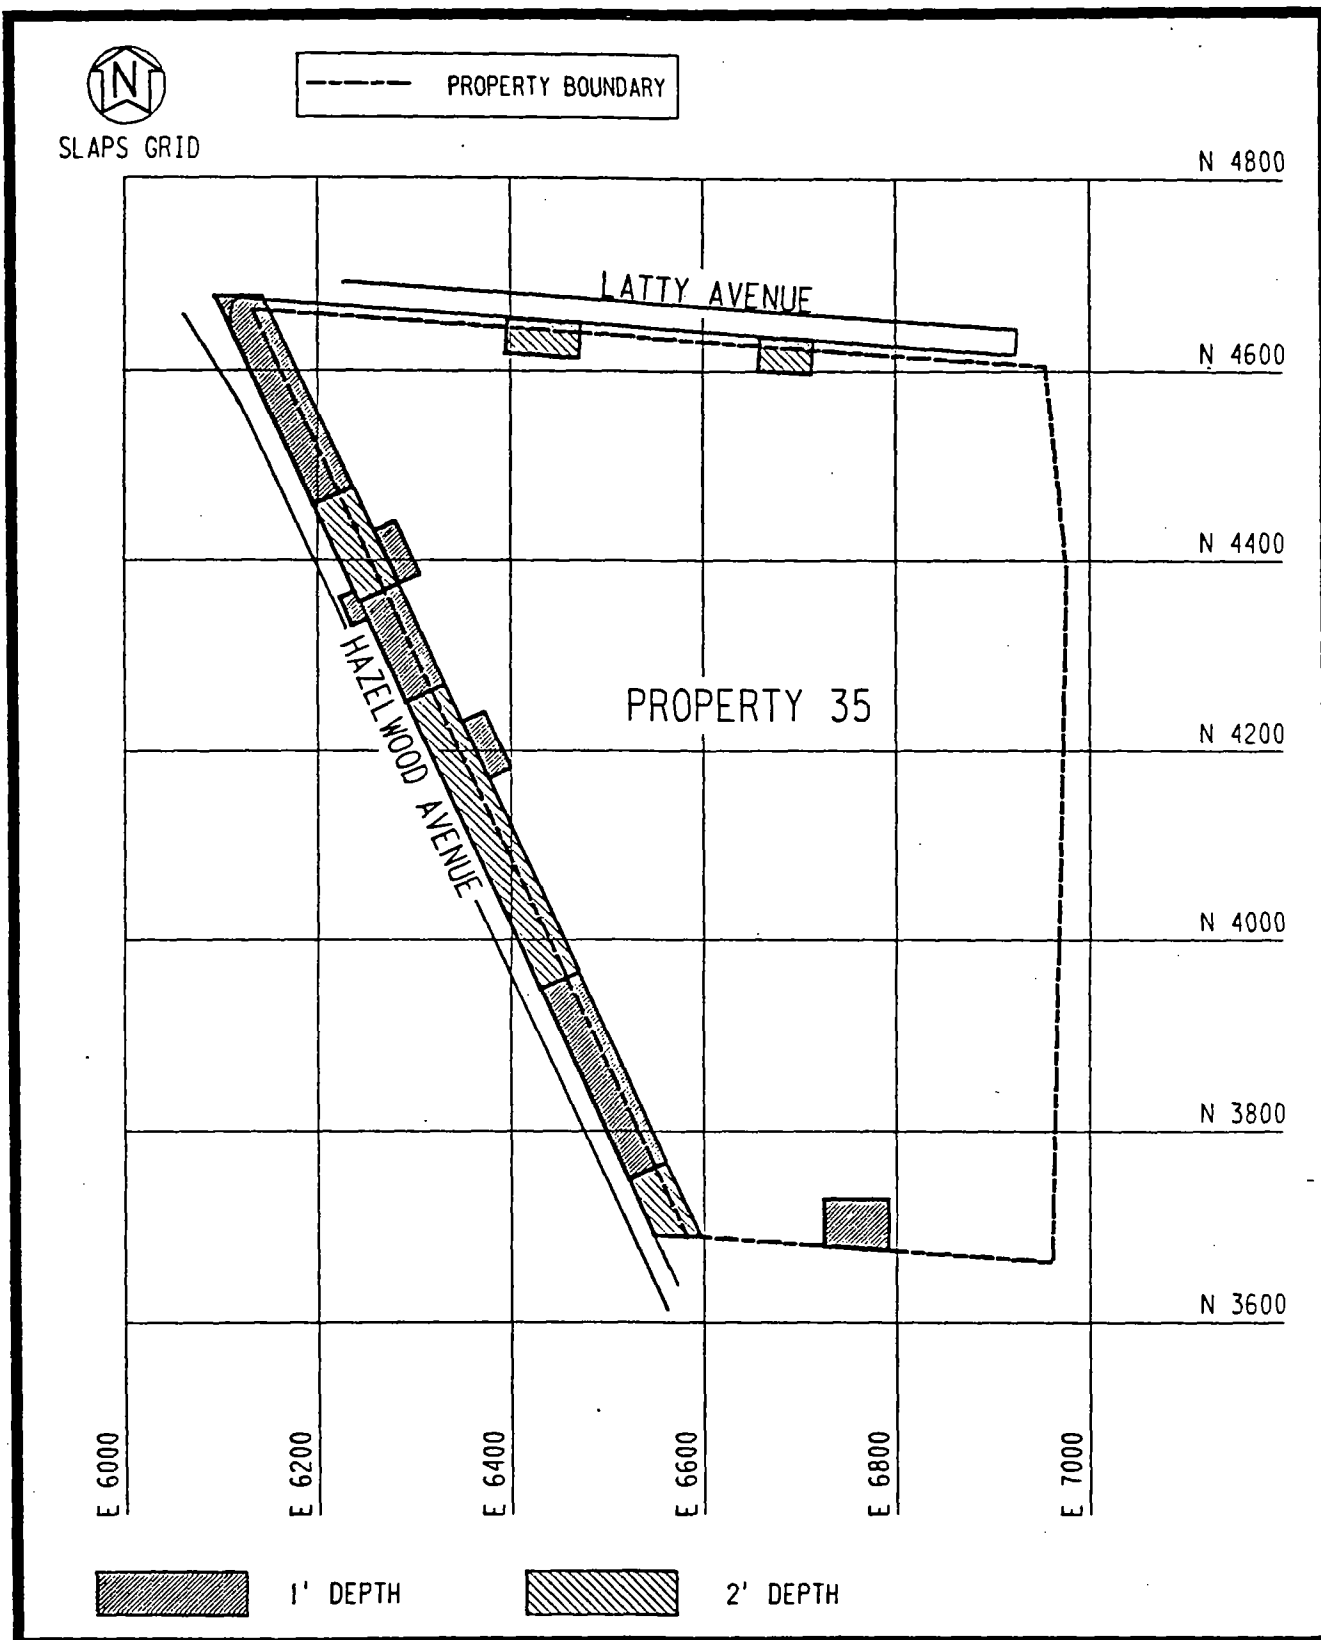 N
PROPERTY BOUNDARY
SLAPS GRID
N 4800
LATTY AVENUE
N 4600
N 4400
HAZELWOOD AVENUE
PROPERTY 35
N 4200
N 4000
N 3800
N 3600
E 6000
E 6200
E 6400
E 6600
E 6800
E 7000
1' DEPTH
2' DEPTH